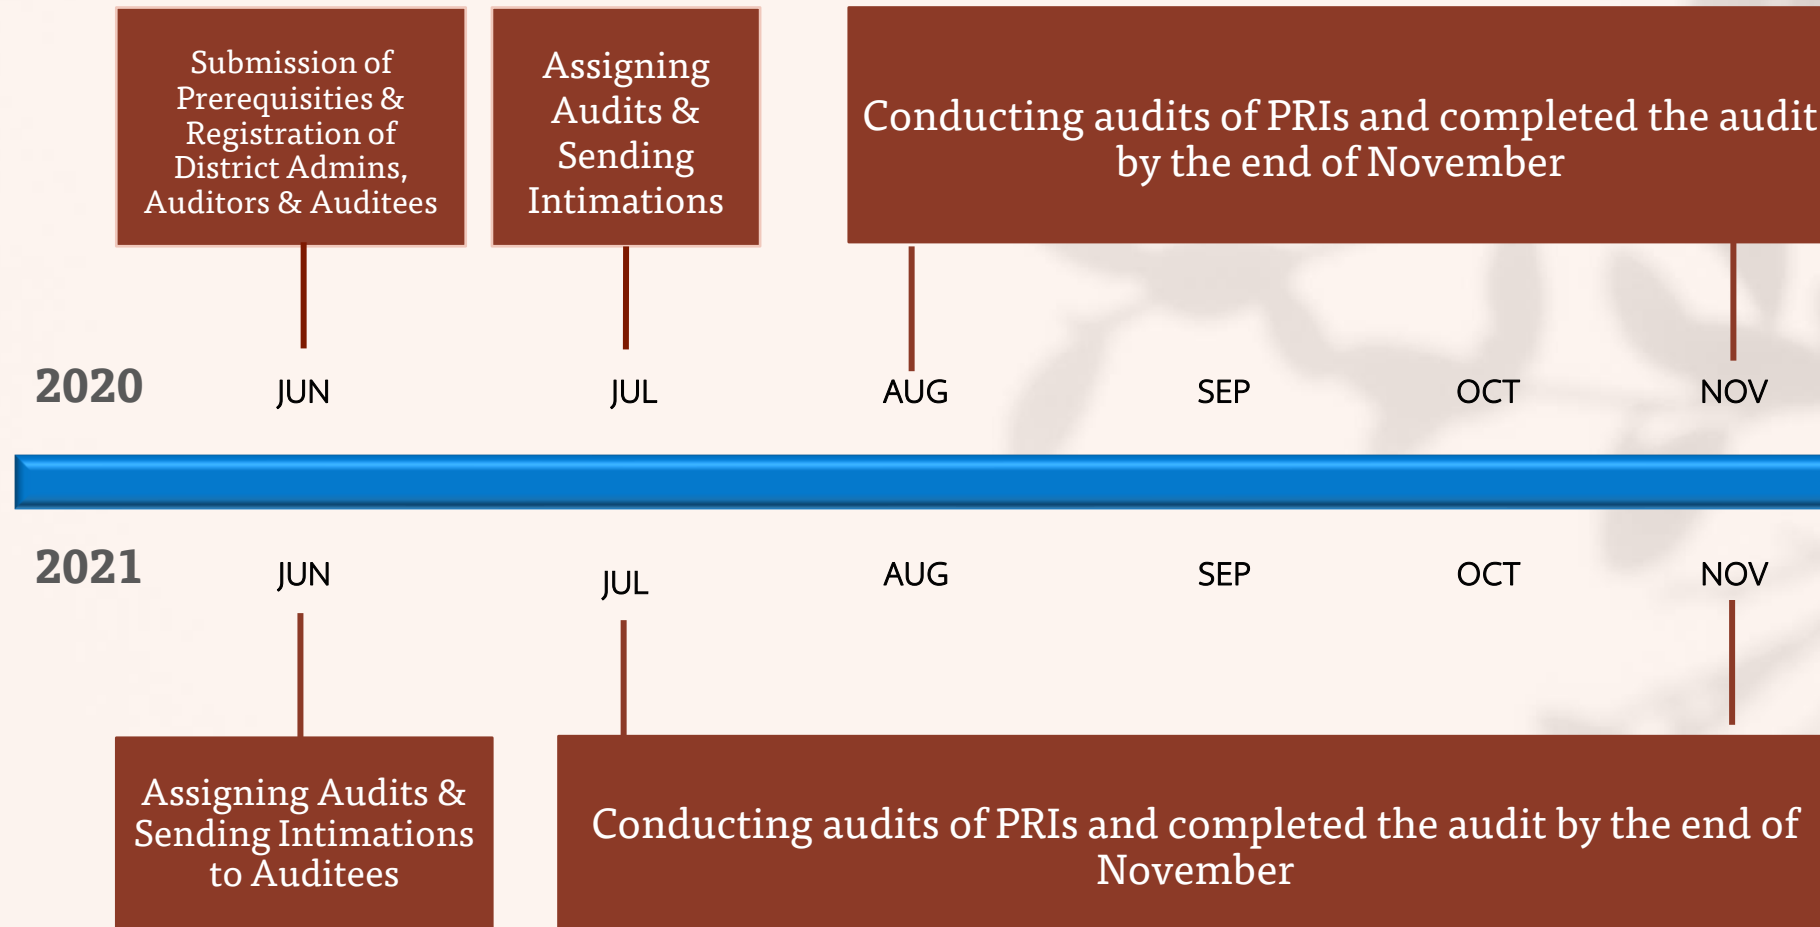 Submission of
Prerequisities &
Registration of
District Admins,
Auditors & Auditees
Assigning
Audits &
Sending
Intimations
Conducting audits of PRIs and completed the audit
by the end of November
2020 JUN JUL AUG SEP OCT NOV
2021 JUN JUL AUG SEP OCT NOV
Assigning Audits &
Sending Intimations
to Auditees
Conducting audits of PRIs and completed the audit by the end of
November